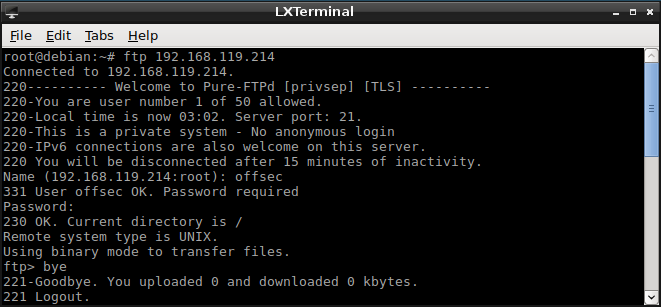 LXTerminal
File Edit Tabs Help
root@debian:~# ftp 192.168.119.214
Connected to 192.168.119.214.
220---------- Welcome to Pure-FTPd [privsep] [TLS] ----------
220-You are user number 1 of 50 allowed.
220-Local time is now 03:02. Server port: 21.
220-This is a private system - No anonymous login
220-IPv6 connections are also welcome on this server.
220 You will be disconnected after 15 minutes of inactivity.
Name (192.168.119.214:root): offsec
331 User offsec OK. Password required
Password:
230 OK. Current directory is /
Remote system type is UNIX.
Using binary mode to transfer files.
ftp> bye
221-Goodbye. You uploaded 0 and downloaded 0 kbytes.
221 Logout.